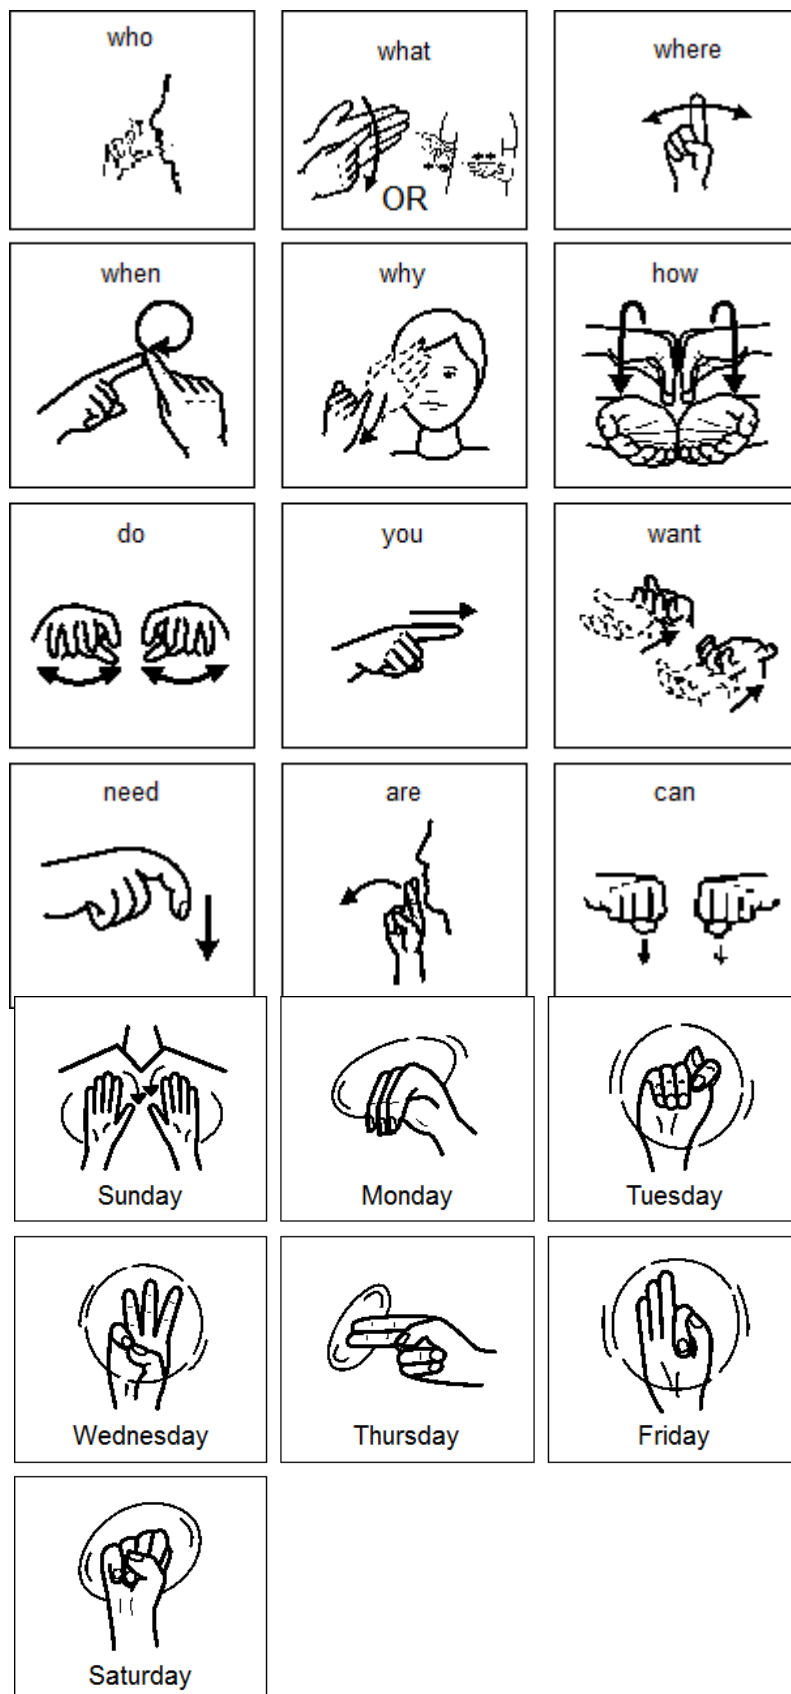 who
what
where
OR
when
why
how
do
you
want
need
are
can
Sunday
Monday
Tuesday
Wednesday
Thursday
Friday
Saturday